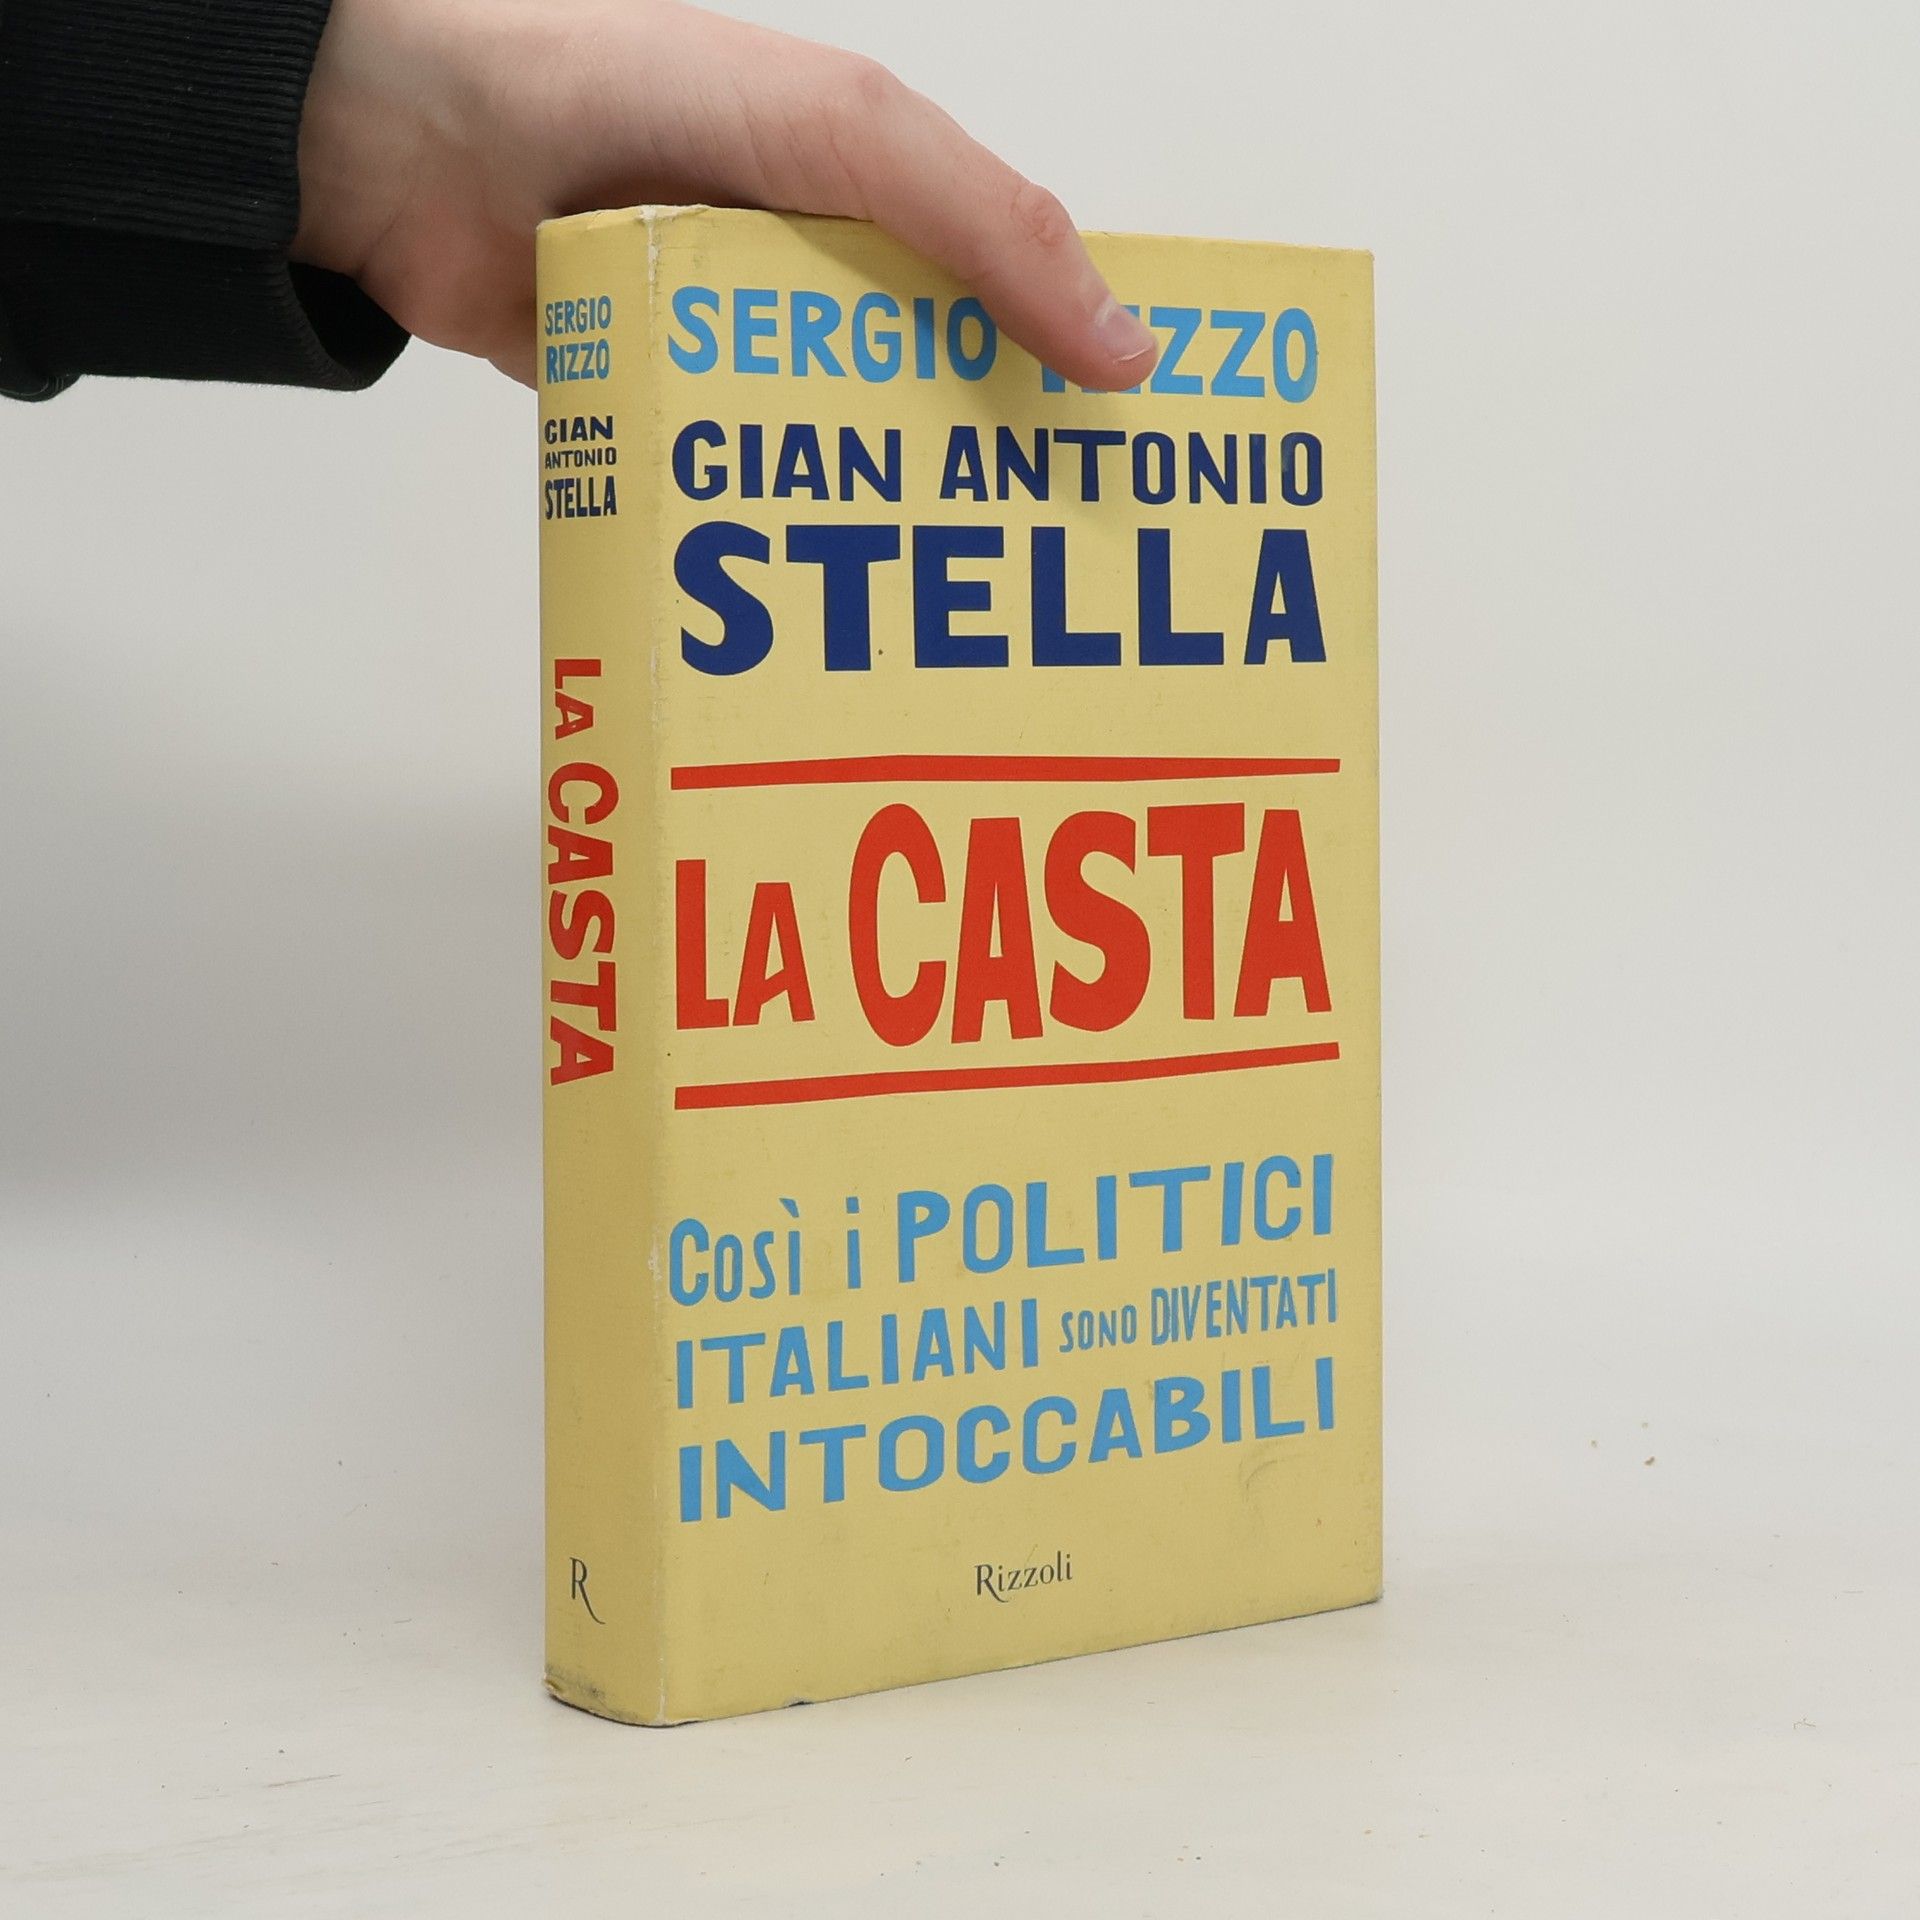 SERGIO
RIZZO
GIAN
ANTONIO
STELLA
LA CASTA
R
SERGIO RIZZO
GIAN ANTONIO
STELLA
LA CASTA
Così i POLITICI
ITALIANI SONO DIVENTATI
INTOCCABILI
Rizzoli